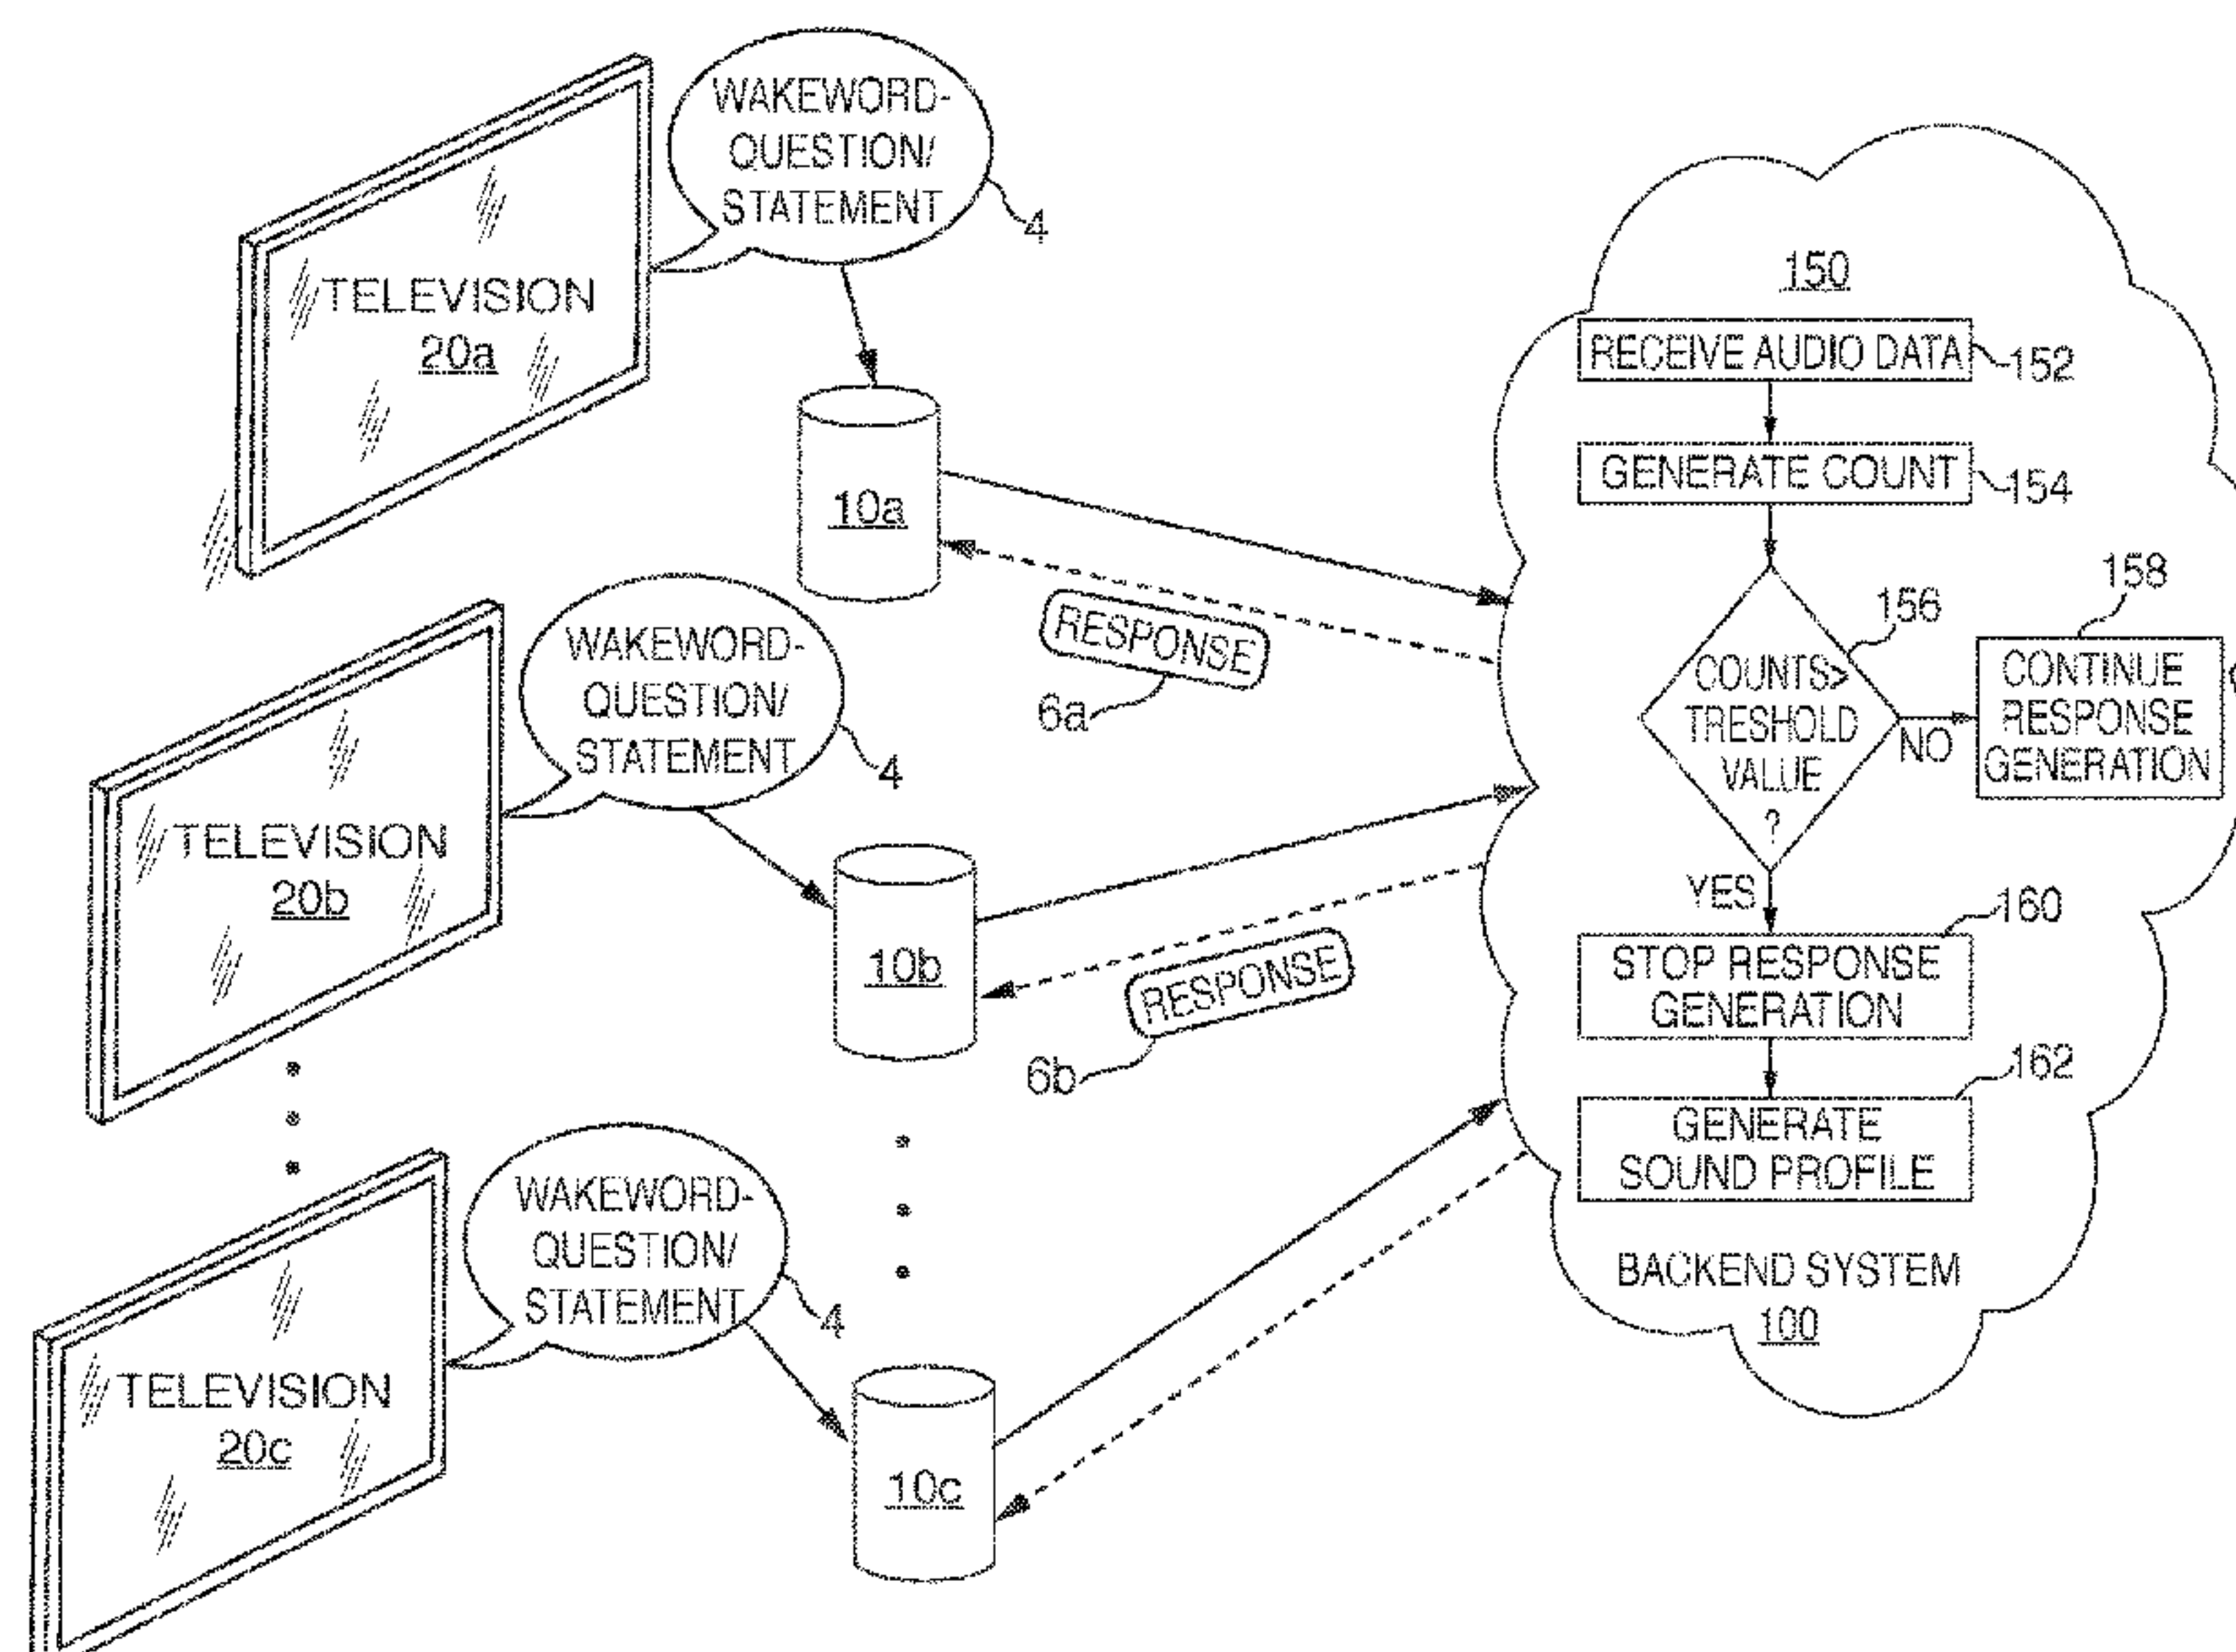 WAKEWORD-
QUESTION/
STATEMENT
4
TELEVISION
20a
10a
RESPONSE
6a
WAKEWORD-
QUESTION/
STATEMENT
4
TELEVISION
20b
10b
RESPONSE
6b
WAKEWORD-
QUESTION/
STATEMENT
4
TELEVISION
20c
10c
150
RECEIVE AUDIO DATA
152
GENERATE COUNT
154
156
COUNTS>
TRESHOLD
VALUE
?
NO
158
CONTINUE
RESPONSE
GENERATION
YES
160
STOP RESPONSE
GENERATION
162
GENERATE
SOUND PROFILE
BACKEND SYSTEM
100